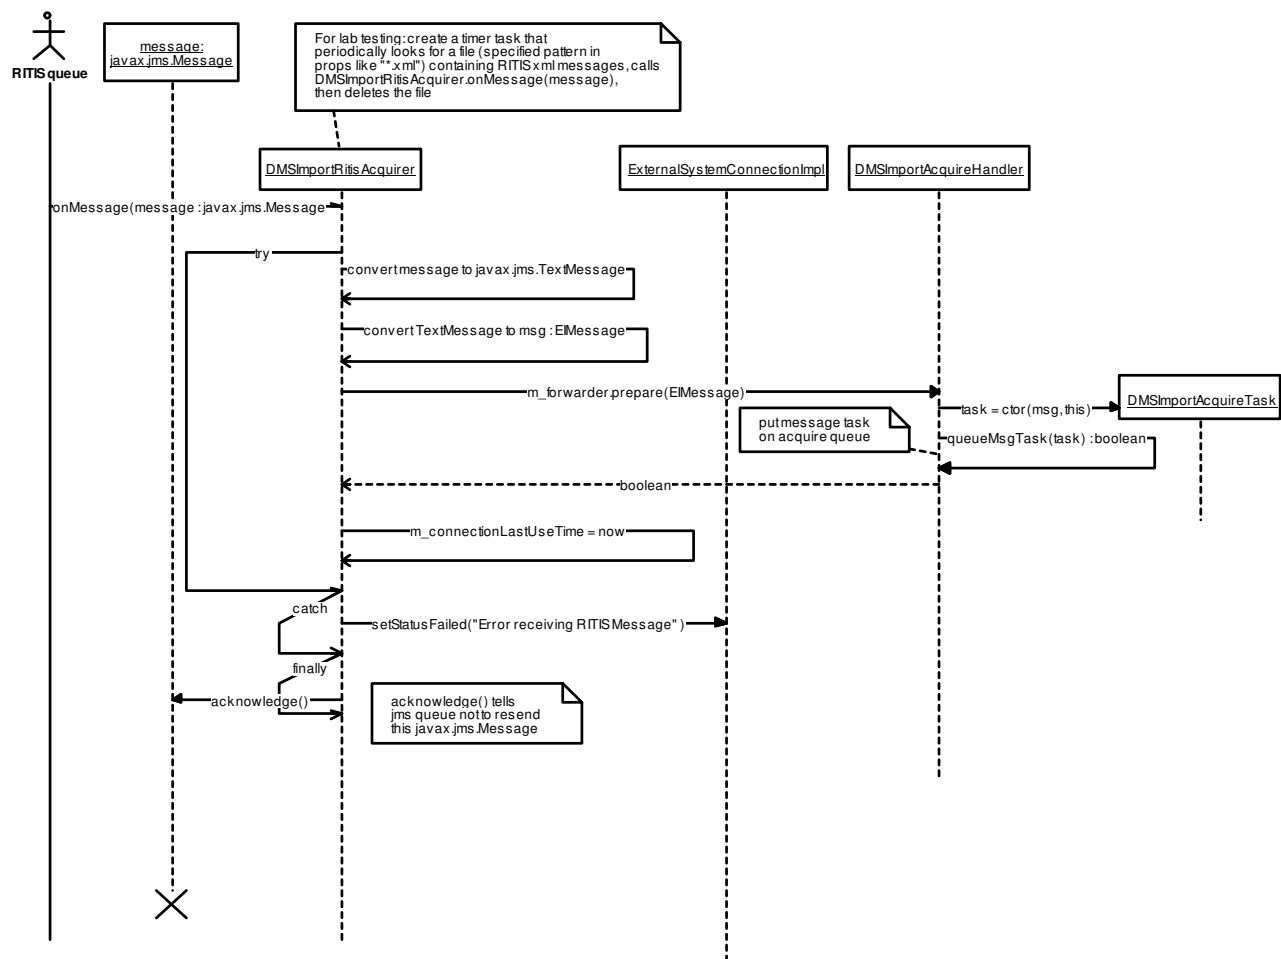 RITIS queue
message:
javax.jms.Message
For lab testing: create a timer task that
periodically looks for a file (specified pattern in
props like "*.xml") containing RITIS xml messages, calls
DMSImportRitisAcquirer.onMessage(message),
then deletes the file
DMSImportRitisAcquirer
ExternalSystemConnectionImpl
DMSImportAcquireHandler
onMessage(message : javax.jms.Message
try
convert message to javax.jms.TextMessage
convert TextMessage to msg : EIMessage
m_forwarder.prepare(EIMessage)
DMSImportAcquireTask
task = ctor(msg,this)
put message task
on acquire queue
queueMsgTask(task) : boolean
boolean
m_connectionLastUseTime = now
catch
setStatusFailed("Error receiving RITIS Message" )
finally
acknowledge()
acknowledge() tells
jms queue not to resend
this javax.jms.Message